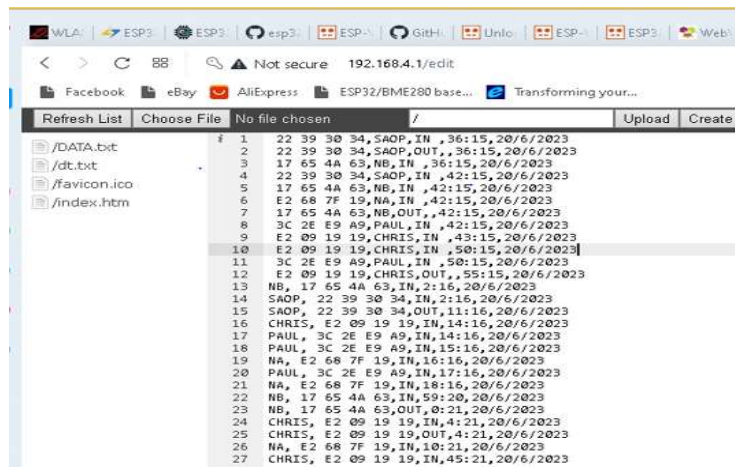 WLA ESP3 ESP3 esp3 ESP- GitH Unlo ESP- ESP3 Web
88 Not secure 192.168.4.1/edit
Facebook eBay AliExpress ESP32/BME280 base... Transforming your...
Refresh List Choose File No file chosen / Upload Create
/DATA.txt
/dt.txt
/favicon.ico
/index.htm
i 1 22 39 30 34,SAOP,IN ,36:15,20/6/2023
2 22 39 30 34,SAOP,OUT,,36:15,20/6/2023
3 17 65 4A 63,NB,IN ,36:15,20/6/2023
4 22 39 30 34,SAOP,IN ,42:15,20/6/2023
5 17 65 4A 63,NB,IN ,42:15,20/6/2023
6 E2 68 7F 19,NA,IN ,42:15,20/6/2023
7 17 65 4A 63,NB,OUT,,42:15,20/6/2023
8 3C 2E E9 A9,PAUL,IN ,42:15,20/6/2023
9 E2 09 19 19,CHRIS,IN ,43:15,20/6/2023
10 E2 09 19 19,CHRIS,IN ,50:15,20/6/2023
11 3C 2E E9 A9,PAUL,IN ,50:15,20/6/2023
12 E2 09 19 19,CHRIS,OUT,,55:15,20/6/2023
13 NB, 17 65 4A 63,IN,2:16,20/6/2023
14 SAOP, 22 39 30 34,IN,2:16,20/6/2023
15 SAOP, 22 39 30 34,OUT,11:16,20/6/2023
16 CHRIS, E2 09 19 19,IN,14:16,20/6/2023
17 PAUL, 3C 2E E9 A9,IN,14:16,20/6/2023
18 PAUL, 3C 2E E9 A9,IN,15:16,20/6/2023
19 NA, E2 68 7F 19,IN,16:16,20/6/2023
20 PAUL, 3C 2E E9 A9,IN,17:16,20/6/2023
21 NA, E2 68 7F 19,IN,18:16,20/6/2023
22 NB, 17 65 4A 63,IN,59:20,20/6/2023
23 NB, 17 65 4A 63,OUT,0:21,20/6/2023
24 CHRIS, E2 09 19 19,IN,4:21,20/6/2023
25 CHRIS, E2 09 19 19,OUT,4:21,20/6/2023
26 NA, E2 68 7F 19,IN,10:21,20/6/2023
27 CHRIS, E2 09 19 19,IN,45:21,20/6/2023